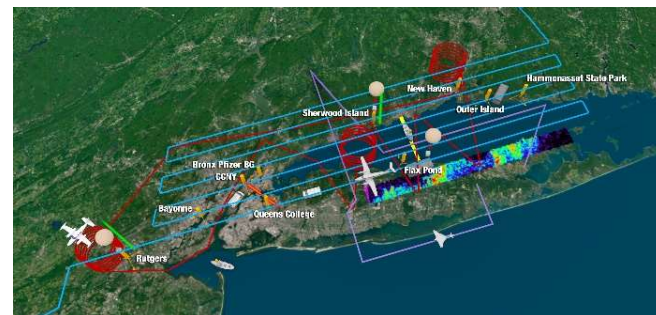 New Haven
Hammonasset State Park
Sherwood Island
Outer Island
Bronx Pfizer BG
CCNY
Flax Pond
Bayonne
Queens College
Rutgers